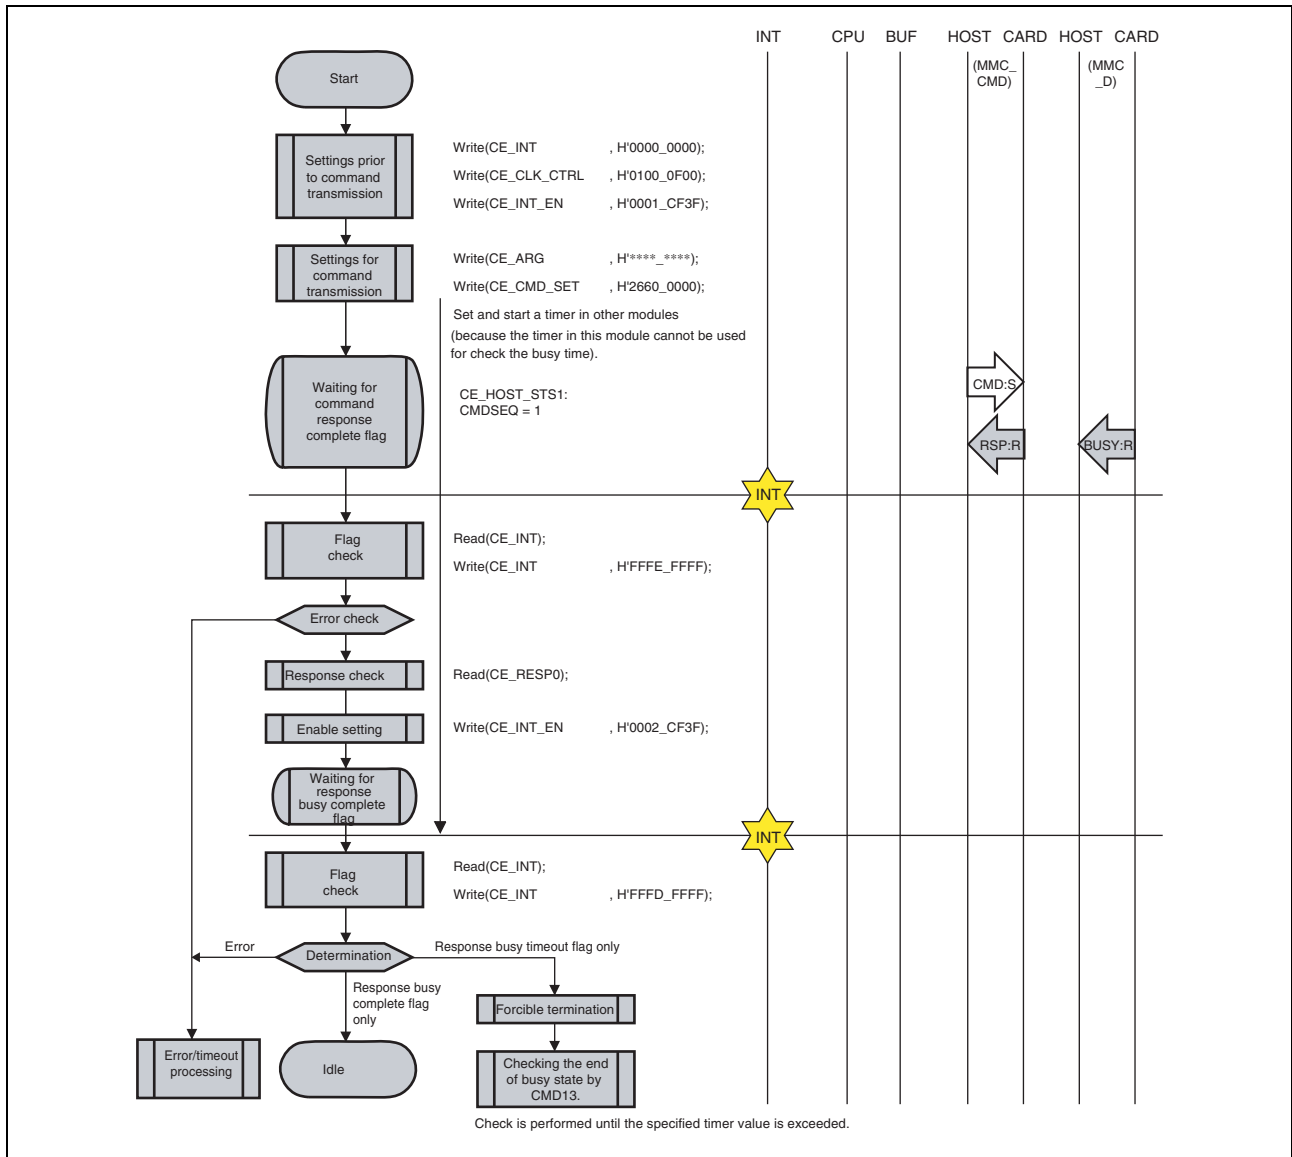 INT CPU BUF HOST CARD HOST CARD
(MMC_
CMD)
(MMC
_D)
Start
Settings prior
to command
transmission
Write(CE_INT , H'0000_0000);
Write(CE_CLK_CTRL , H'0100_0F00);
Write(CE_INT_EN , H'0001_CF3F);
Settings for
command
transmission
Write(CE_ARG , H'****_****);
Write(CE_CMD_SET , H'2660_0000);
Set and start a timer in other modules
(because the timer in this module cannot be used
for check the busy time).
Waiting for
command
response
complete flag
CE_HOST_STS1:
CMDSEQ = 1
CMD:S
RSP:R
BUSY:R
INT
Flag
check
Read(CE_INT);
Write(CE_INT , H'FFFE_FFFF);
Error check
Response check
Read(CE_RESP0);
Enable setting
Write(CE_INT_EN , H'0002_CF3F);
Waiting for
response
busy complete
flag
INT
Flag
check
Read(CE_INT);
Write(CE_INT , H'FFFD_FFFF);
Error
Determination
Response busy timeout flag only
Response busy
complete flag
only
Forcible termination
Error/timeout
processing
Idle
Checking the end
of busy state by
CMD13.
Check is performed until the specified timer value is exceeded.